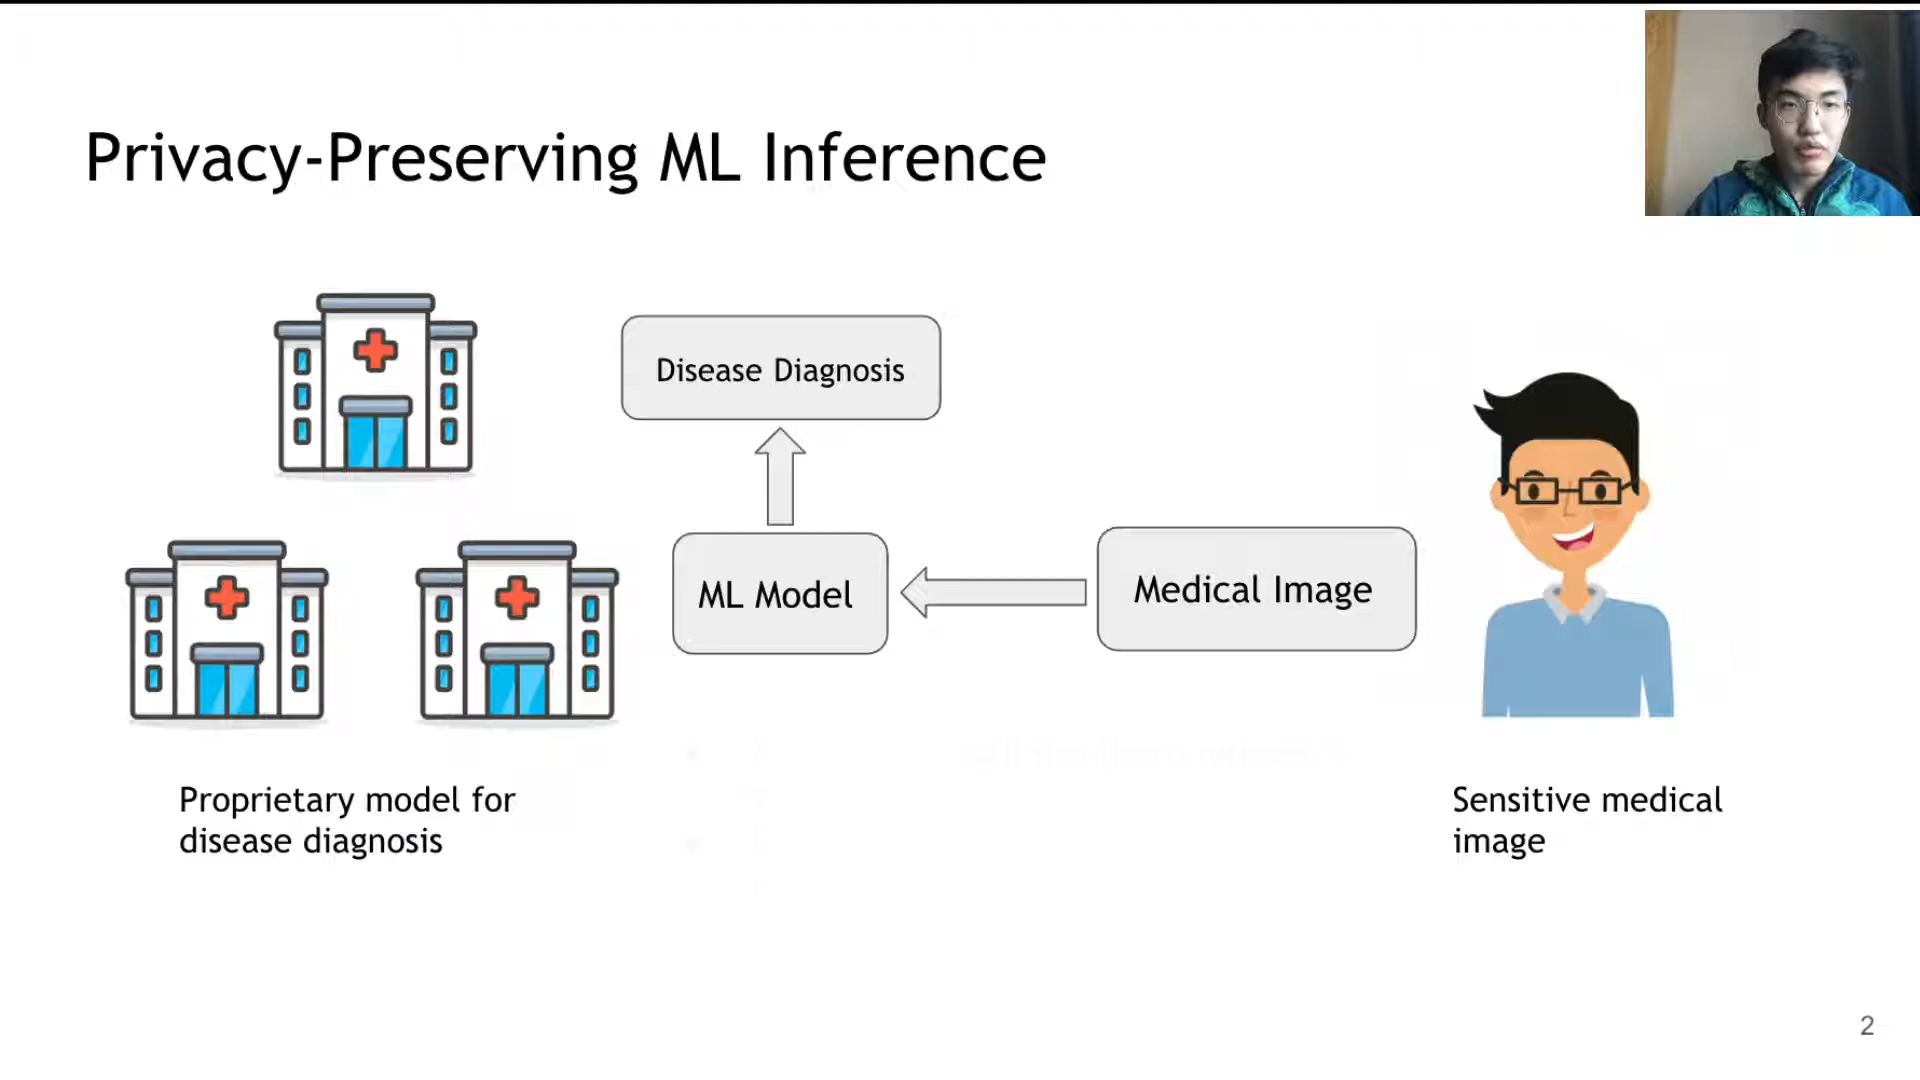 Privacy-Preserving ML Inference
Disease Diagnosis
ML Model
Medical Image
Proprietary model for
disease diagnosis
Sensitive medical
image
2